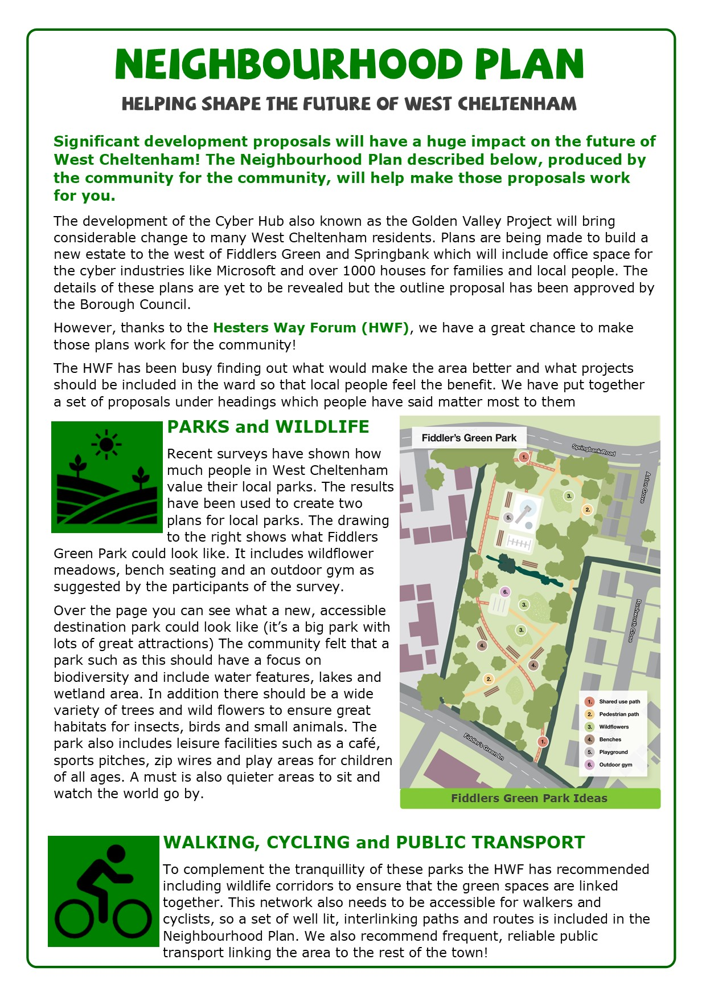 NEIGHBOURHOOD PLAN
HELPING SHAPE THE FUTURE OF WEST CHELTENHAM
Significant development proposals will have a huge impact on the future of
West Cheltenham! The Neighbourhood Plan described below, produced by
the community for the community, will help make those proposals work
for you.
The development of the Cyber Hub also known as the Golden Valley Project will bring
considerable change to many West Cheltenham residents. Plans are being made to build a
new estate to the west of Fiddlers Green and Springbank which will include office space for
the cyber industries like Microsoft and over 1000 houses for families and local people. The
details of these plans are yet to be revealed but the outline proposal has been approved by
the Borough Council.
However, thanks to the Hesters Way Forum (HWF), we have a great chance to make
those plans work for the community!
The HWF has been busy finding out what would make the area better and what projects
should be included in the ward so that local people feel the benefit. We have put together
a set of proposals under headings which people have said matter most to them
PARKS and WILDLIFE
Recent surveys have shown how
much people in West Cheltenham
value their local parks. The results
have been used to create two
plans for local parks. The drawing
to the right shows what Fiddlers
Green Park could look like. It includes wildflower
meadows, bench seating and an outdoor gym as
suggested by the participants of the survey.
Over the page you can see what a new, accessible
destination park could look like (it’s a big park with
lots of great attractions) The community felt that a
park such as this should have a focus on
biodiversity and include water features, lakes and
wetland area. In addition there should be a wide
variety of trees and wild flowers to ensure great
habitats for insects, birds and small animals. The
park also includes leisure facilities such as a café,
sports pitches, zip wires and play areas for children
of all ages. A must is also quieter areas to sit and
watch the world go by.
Fiddler’s Green Park
Springbank Road
Aston Grove
1.
3.
2.
5.
6.
3.
Rushworth Close
3.
4.
4.
2.
1.
Fiddler’s Green Ln
1. Shared use path
2. Pedestrian path
3. Wildflowers
4. Benches
5. Playground
6. Outdoor gym
Fiddlers Green Park Ideas
WALKING, CYCLING and PUBLIC TRANSPORT
To complement the tranquillity of these parks the HWF has recommended
including wildlife corridors to ensure that the green spaces are linked
together. This network also needs to be accessible for walkers and
cyclists, so a set of well lit, interlinking paths and routes is included in the
Neighbourhood Plan. We also recommend frequent, reliable public
transport linking the area to the rest of the town!